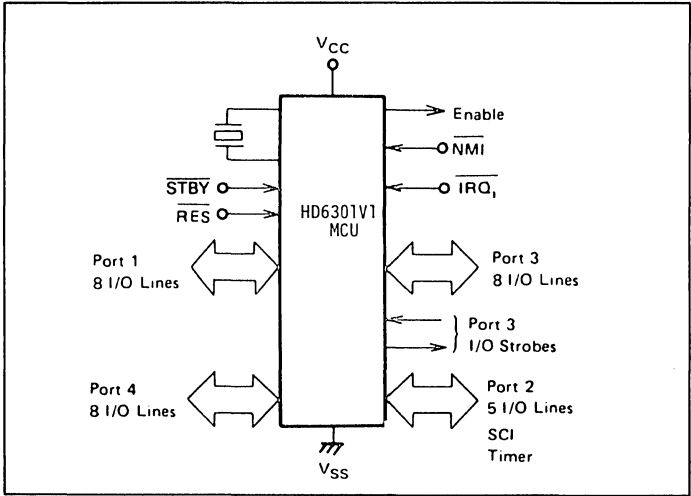 VCC
Enable
NMI
STBY
IRQ1
RES
HD6301V1
MCU
Port 1
8 I/O Lines
Port 3
8 I/O Lines
Port 3
I/O Strobes
Port 4
8 I/O Lines
Port 2
5 I/O Lines
SCI
Timer
VSS